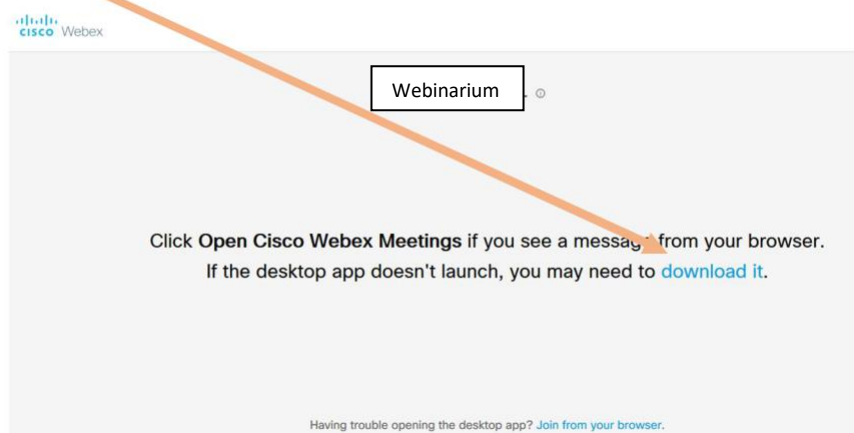 cisco Webex
Webinarium
Click Open Cisco Webex Meetings if you see a message from your browser.
If the desktop app doesn't launch, you may need to download it.
Having trouble opening the desktop app? Join from your browser.